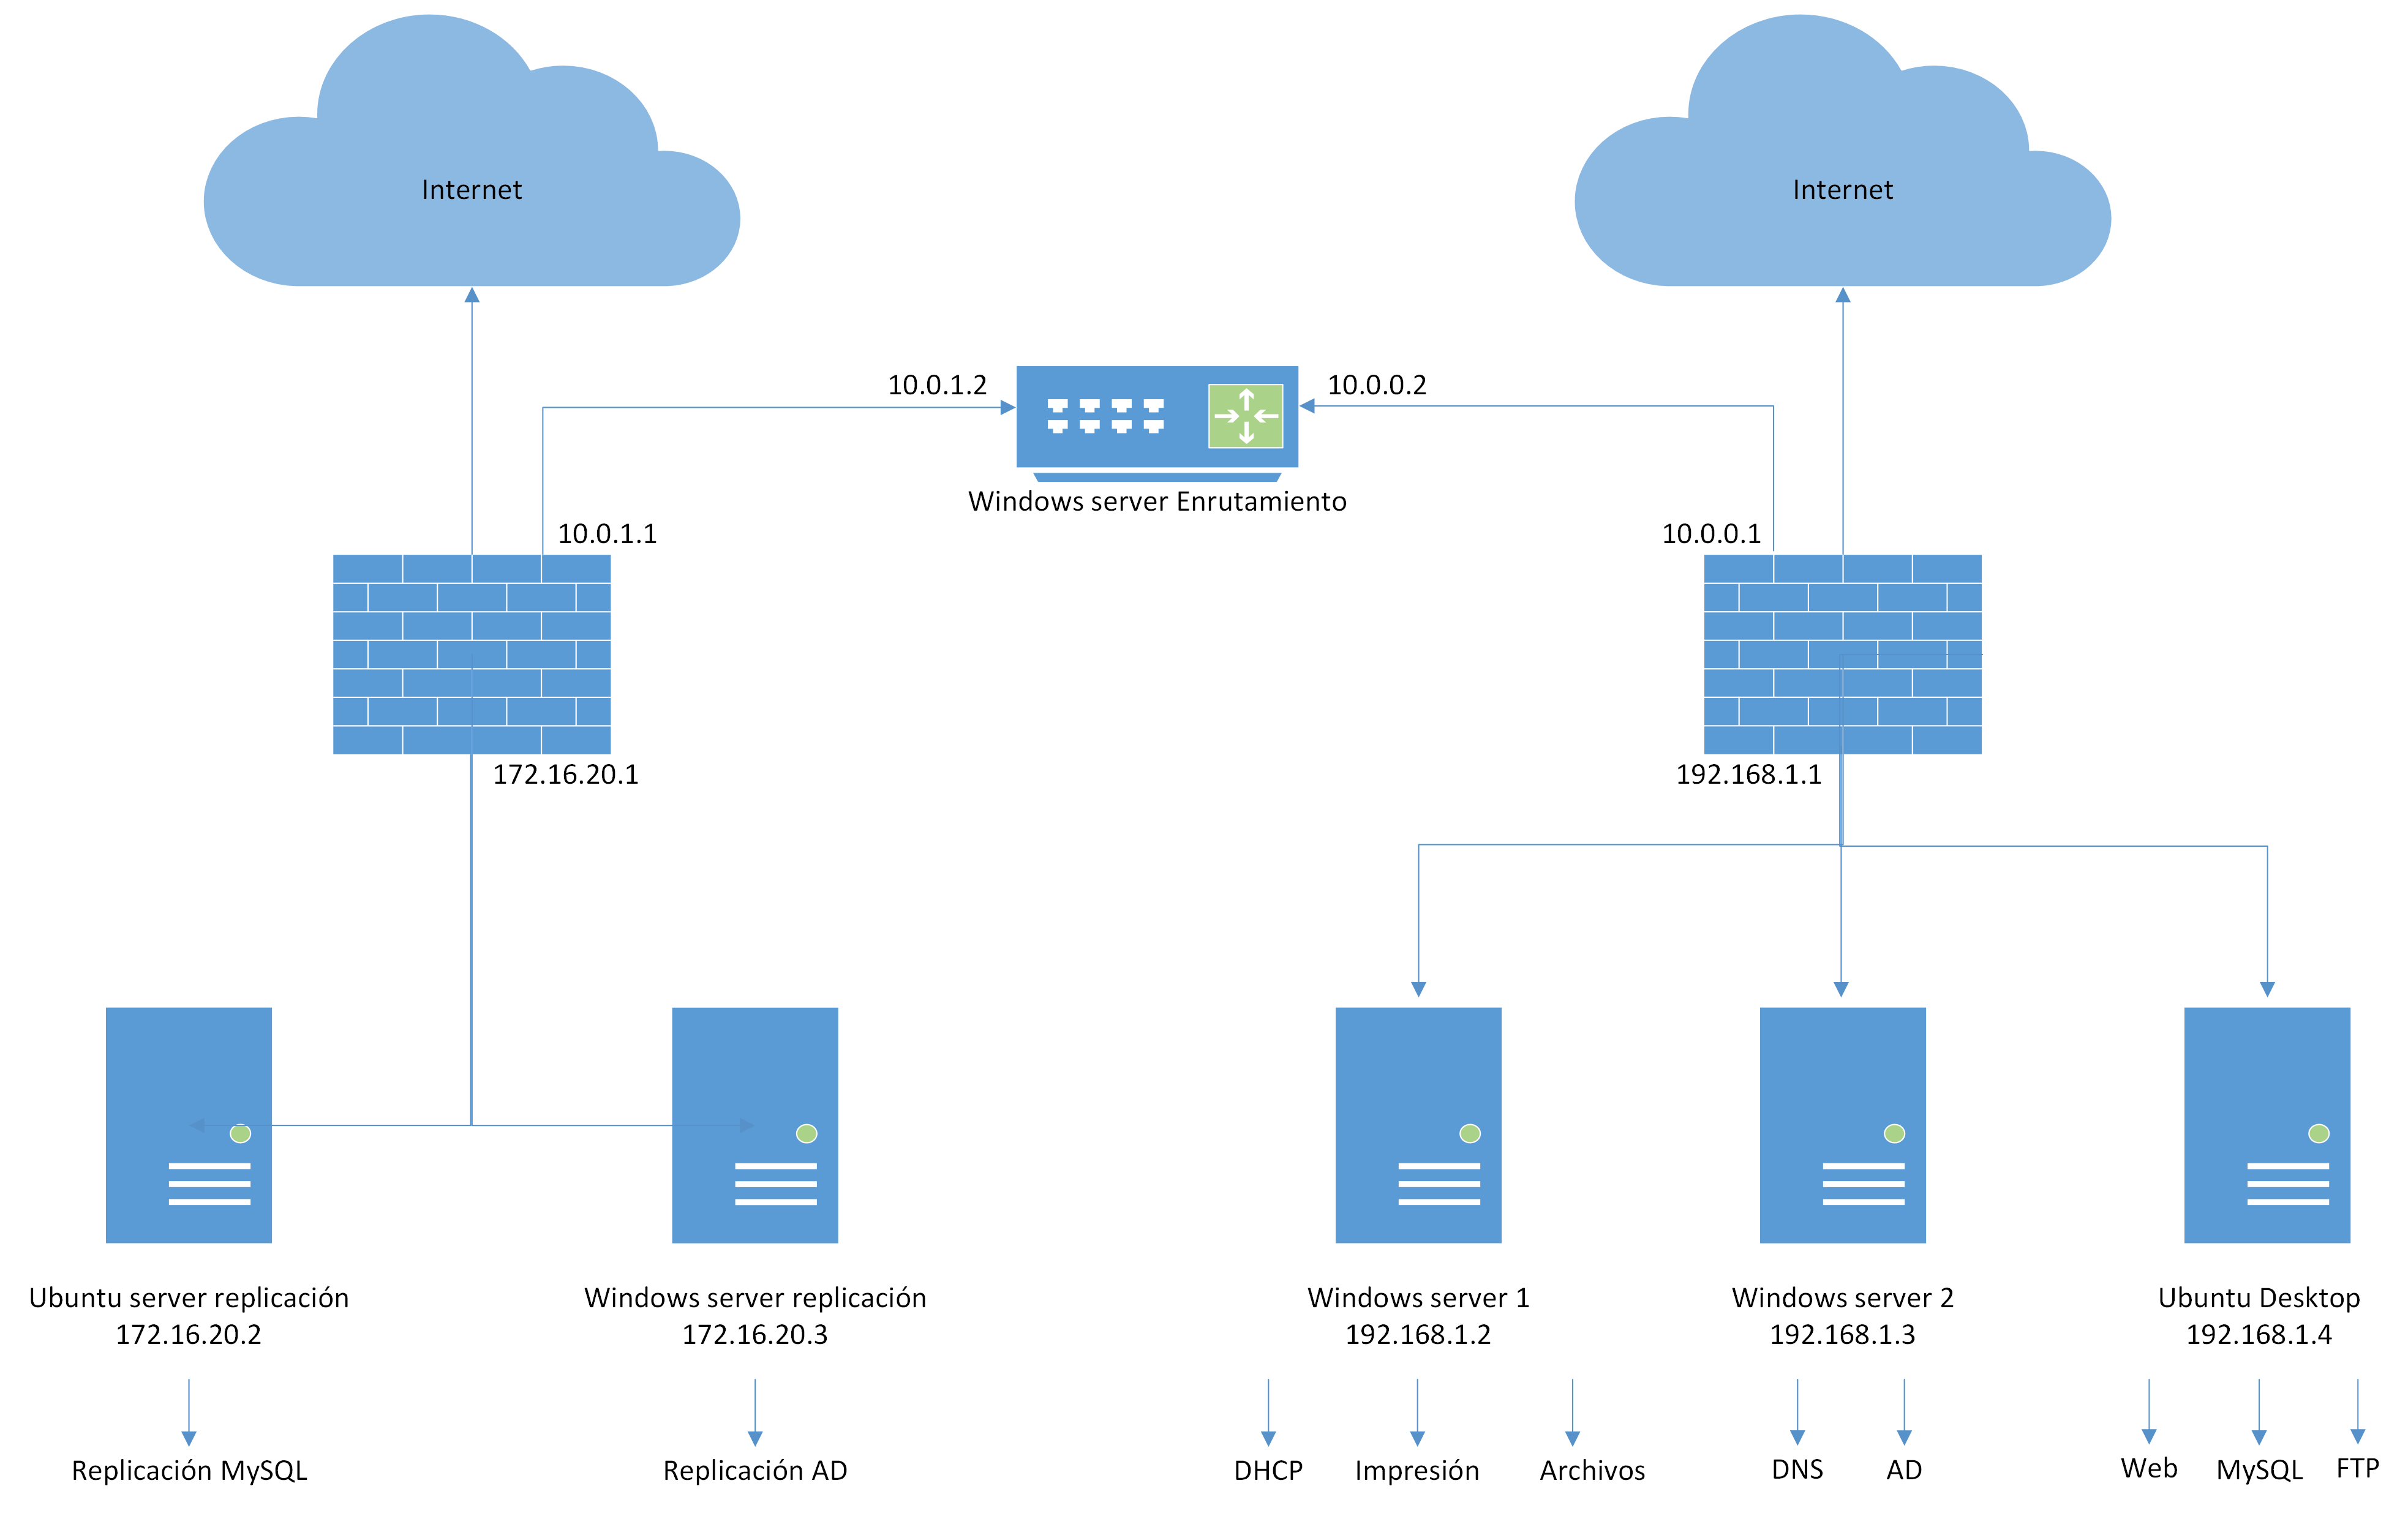 Internet
Internet
10.0.1.2
10.0.0.2
Windows server Enrutamiento
10.0.1.1
10.0.0.1
172.16.20.1
192.168.1.1
Ubuntu server replicación
172.16.20.2
Windows server replicación
172.16.20.3
Windows server 1
192.168.1.2
Windows server 2
192.168.1.3
Ubuntu Desktop
192.168.1.4
Replicación MySQL
Replicación AD
DHCP
Impresión
Archivos
DNS
AD
Web
MySQL
FTP